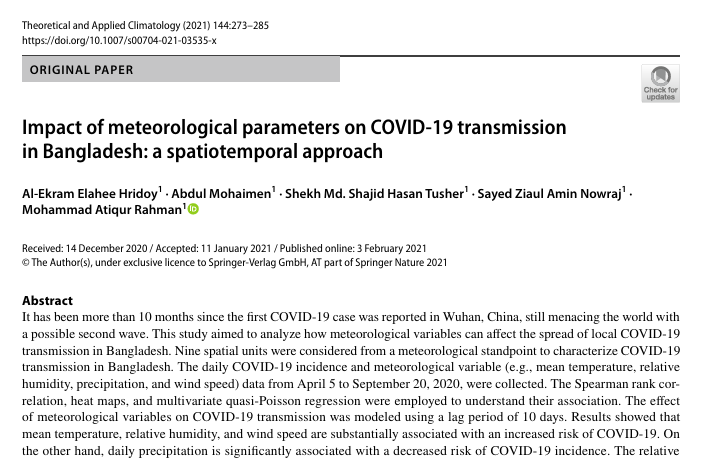 Theoretical and Applied Climatology (2021) 144:273–285
https://doi.org/10.1007/s00704-021-03535-x
ORIGINAL PAPER
Check for
updates
Impact of meteorological parameters on COVID-19 transmission
in Bangladesh: a spatiotemporal approach
Al-Ekram Elahee Hridoy1 · Abdul Mohaimen1 · Shekh Md. Shajid Hasan Tusher1 · Sayed Ziaul Amin Nowraj1 ·
Mohammad Atiqur Rahman1 iD
Received: 14 December 2020 / Accepted: 11 January 2021 / Published online: 3 February 2021
© The Author(s), under exclusive licence to Springer-Verlag GmbH, AT part of Springer Nature 2021
Abstract
It has been more than 10 months since the first COVID-19 case was reported in Wuhan, China, still menacing the world with
a possible second wave. This study aimed to analyze how meteorological variables can affect the spread of local COVID-19
transmission in Bangladesh. Nine spatial units were considered from a meteorological standpoint to characterize COVID-19
transmission in Bangladesh. The daily COVID-19 incidence and meteorological variable (e.g., mean temperature, relative
humidity, precipitation, and wind speed) data from April 5 to September 20, 2020, were collected. The Spearman rank cor-
relation, heat maps, and multivariate quasi-Poisson regression were employed to understand their association. The effect
of meteorological variables on COVID-19 transmission was modeled using a lag period of 10 days. Results showed that
mean temperature, relative humidity, and wind speed are substantially associated with an increased risk of COVID-19. On
the other hand, daily precipitation is significantly associated with a decreased risk of COVID-19 incidence. The relative